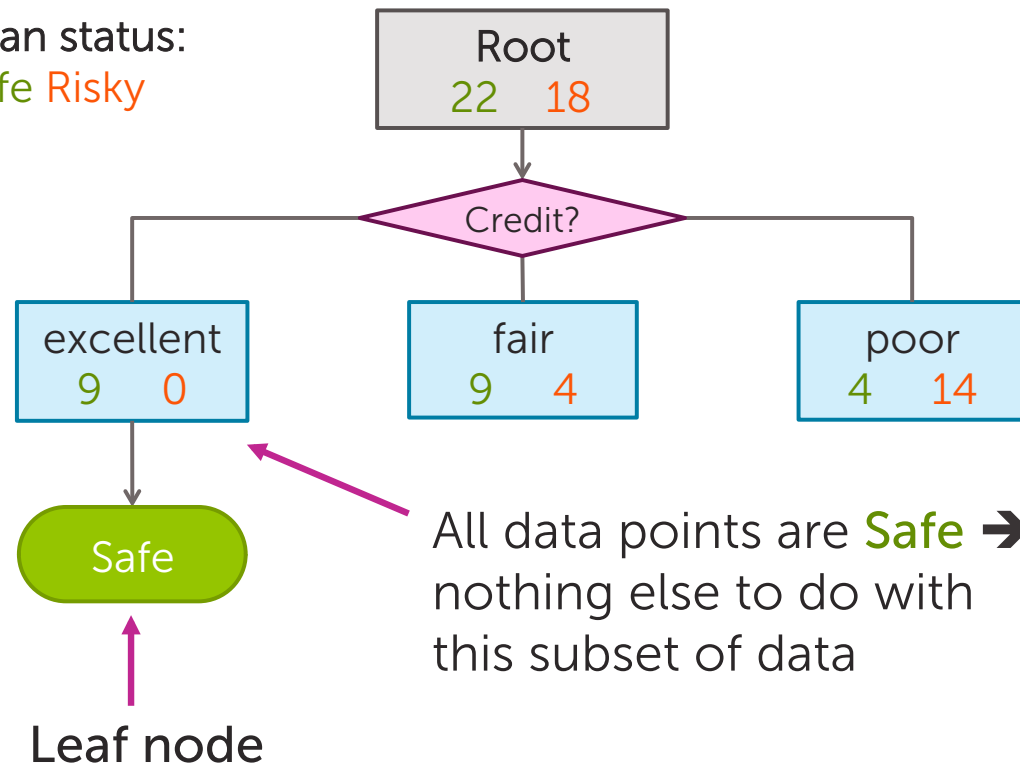 an status:
fe Risky
Root
22 18
Credit?
excellent
9 0
fair
9 4
poor
4 14
Safe
All data points are Safe ➔
nothing else to do with
this subset of data
Leaf node